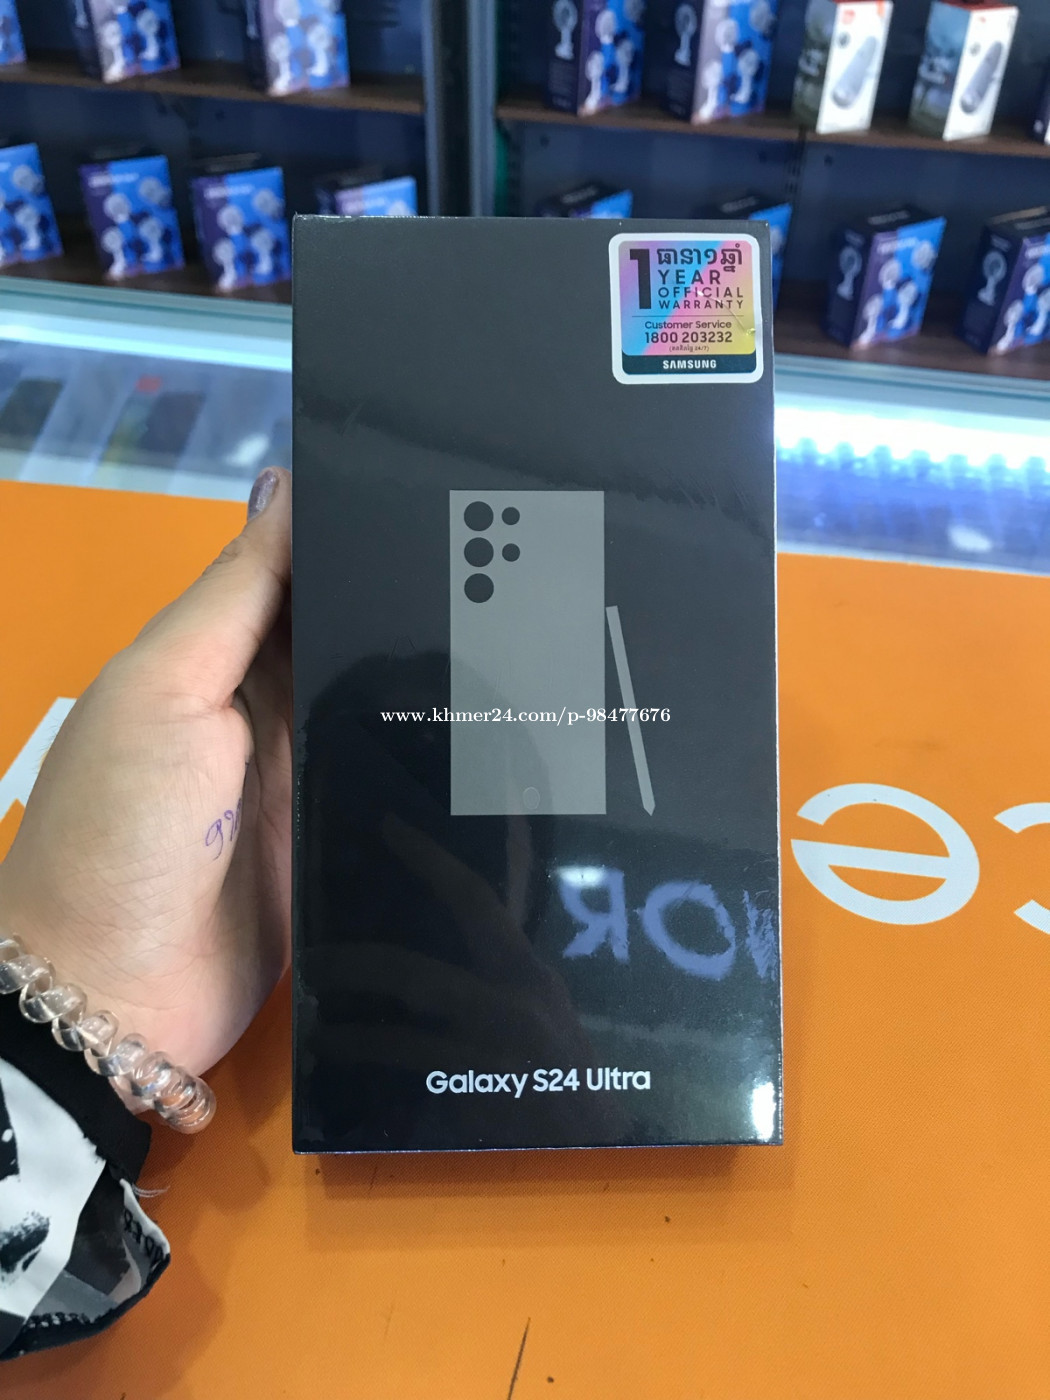 1
ធានា១ឆ្នាំ
YEAR
OFFICIAL
WARRANTY
Customer Service
1800 203232
SAMSUNG
www.khmer24.com/p-98477676
NOR
Galaxy S24 Ultra